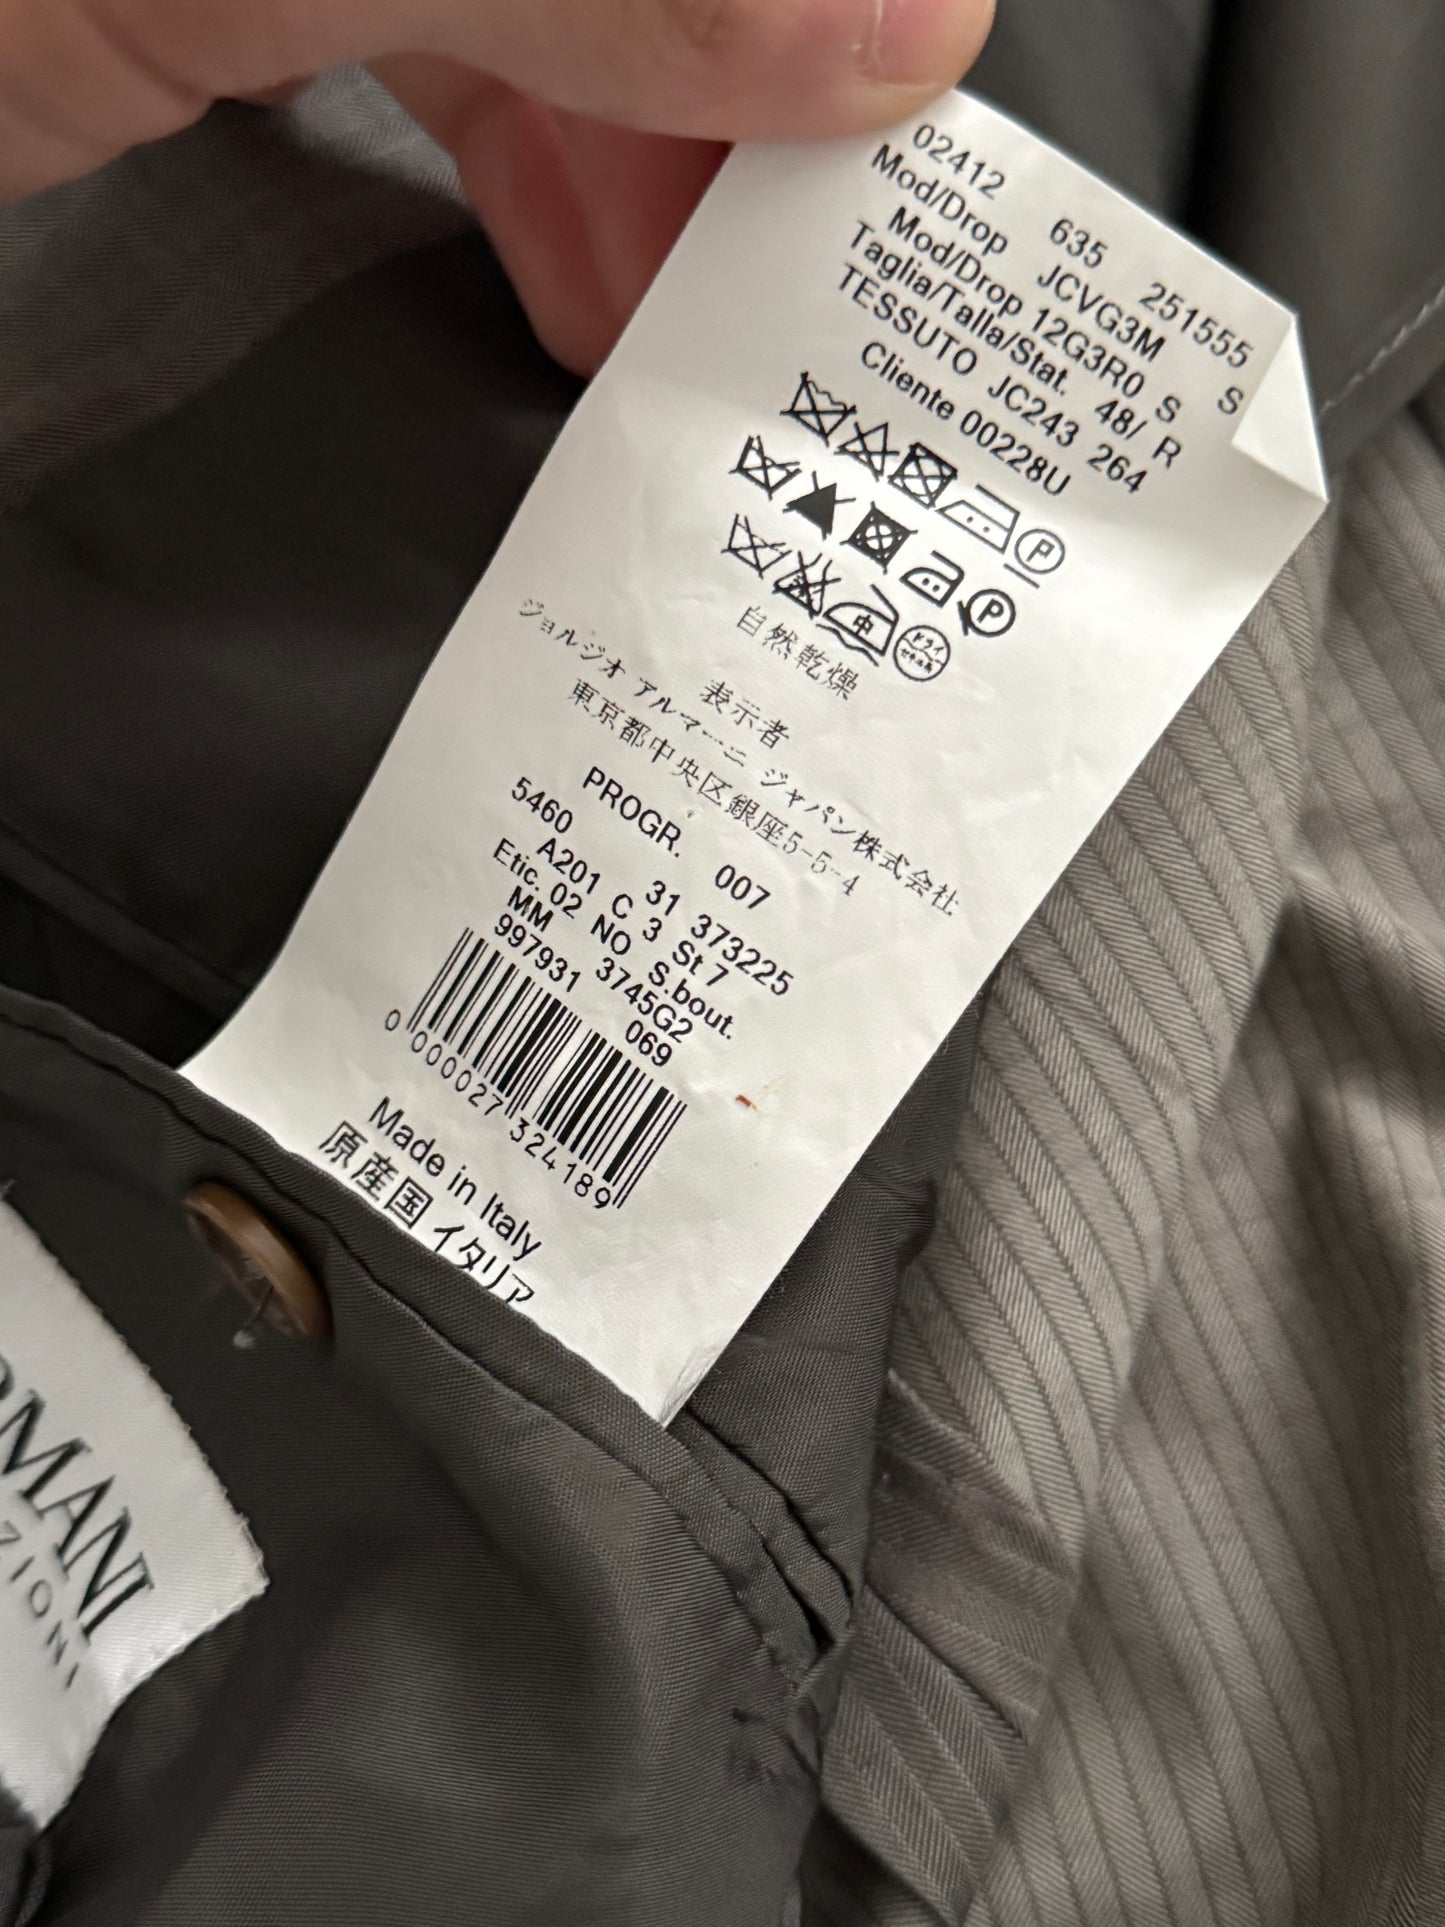 02412 635 251555
Mod/Drop JCVG3M S
Mod/Drop 12G3R0 S
Taglia/Talla/Stat. 48/ R
TESSUTO JC243 264
Cliente 00228U
P
P
中 ドライ
自然乾燥
表示者
ジョルジオ アルマーニ ジャパン株式会社
東京都中央区銀座5-5-4
PROGR. 007
5460 31 373225
A201 C 3 St 7
Etic. 02 NO S.bout.
MM 3745G2
997931 069
0 000027 324189
Made in Italy
原産国 イタリア
RMANI
ZIONI